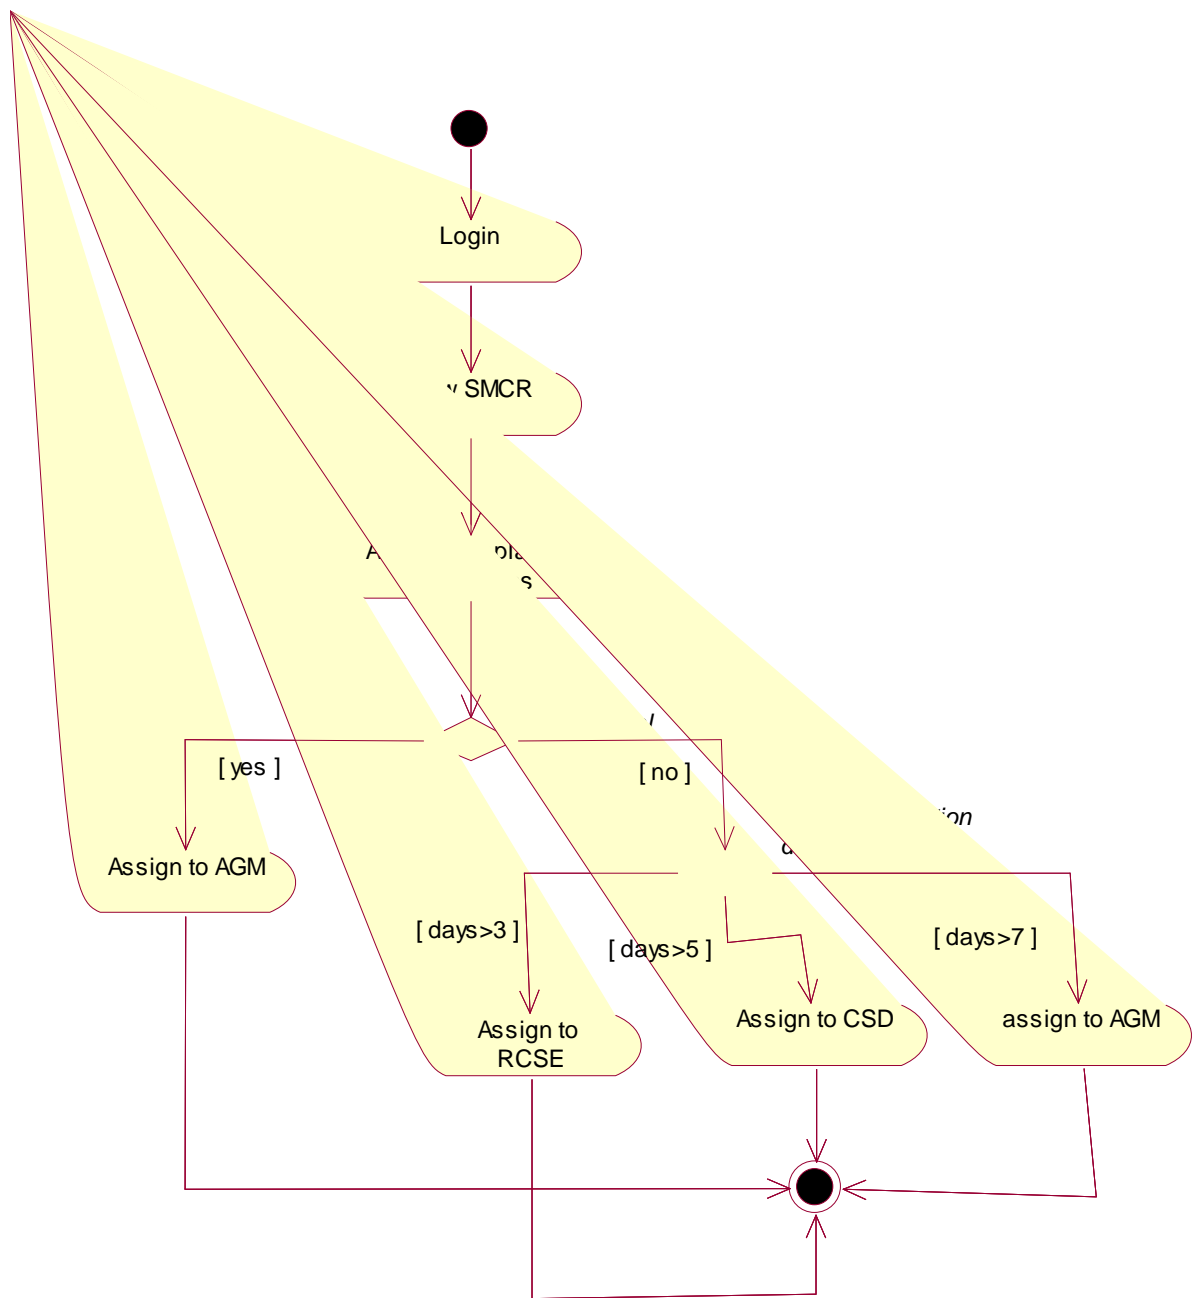 Login
SMCR
[ yes ]
[ no ]
Assign to AGM
[ days>3 ]
[ days>5 ]
[ days>7 ]
Assign to
RCSE
Assign to CSD
assign to AGM